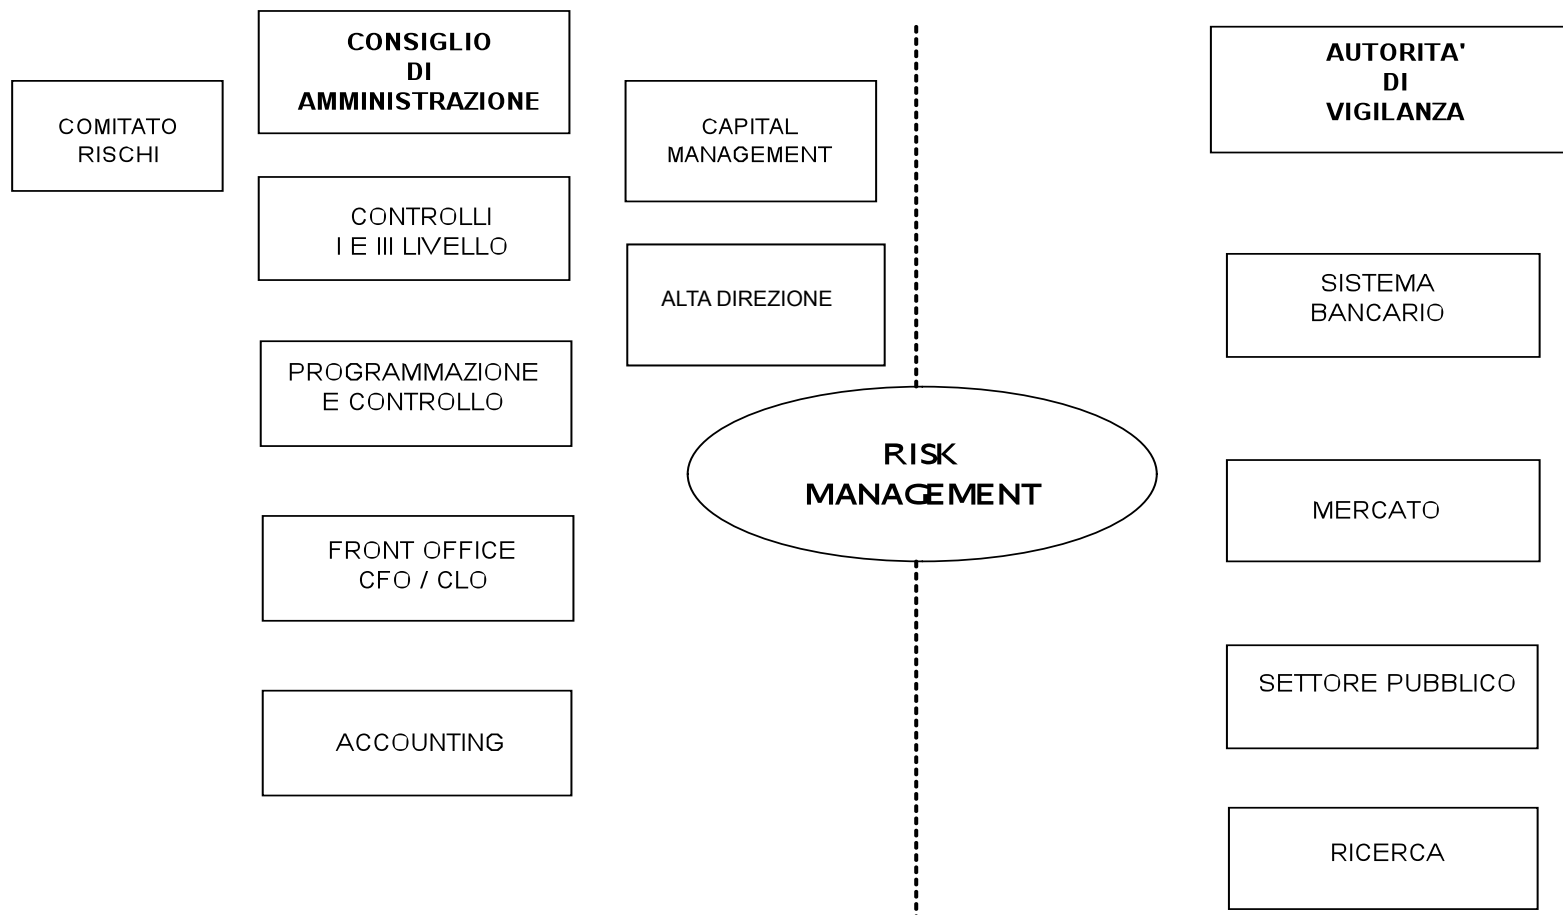 CONSIGLIO
DI
AMMINISTRAZIONE
COMITATO
RISCHI
CAPITAL
MANAGEMENT
CONTROLLI
I E III LIVELLO
ALTA DIREZIONE
PROGRAMMAZIONE
E CONTROLLO
FRONT OFFICE
CFO / CLO
ACCOUNTING
RISK
MANAGEMENT
AUTORITA'
DI
VIGILANZA
SISTEMA
BANCARIO
MERCATO
SETTORE PUBBLICO
RICERCA